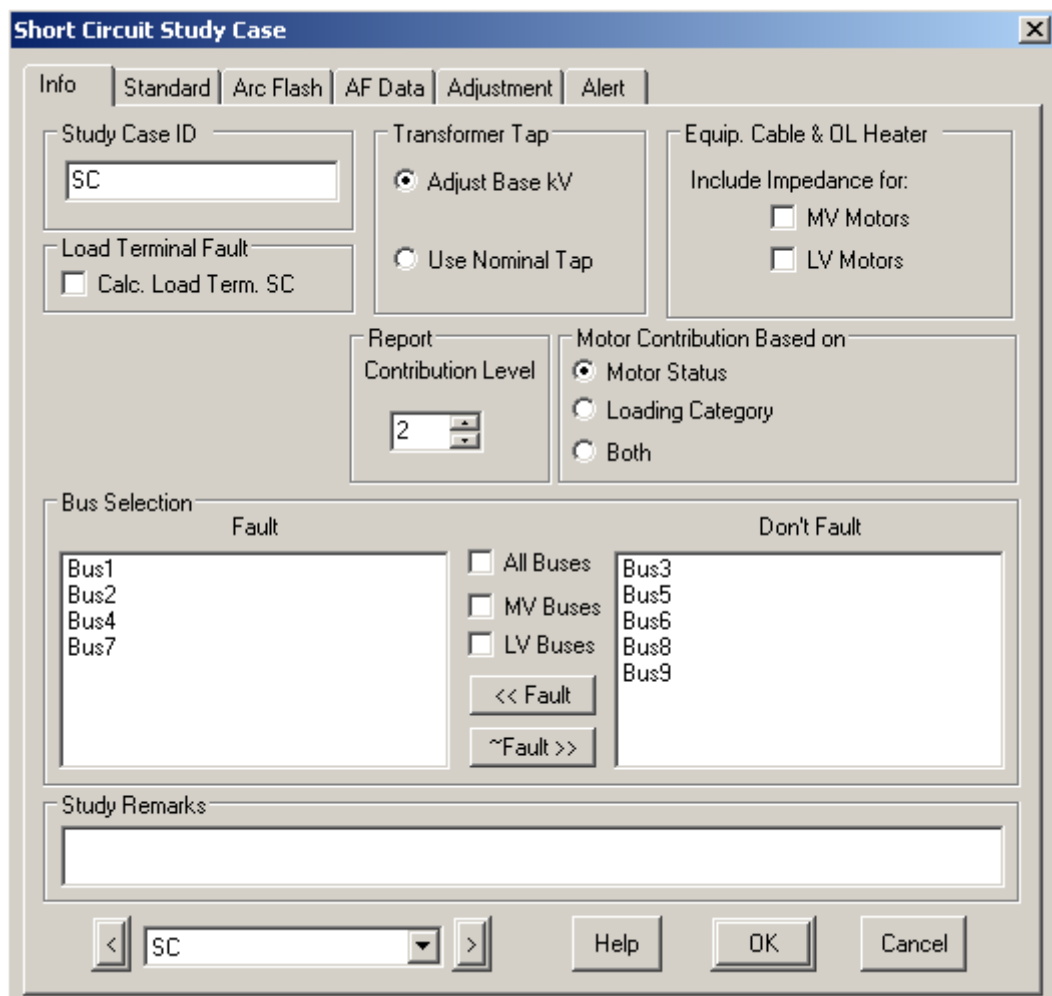 Short Circuit Study Case
Info Standard Arc Flash AF Data Adjustment Alert
Study Case ID
SC
Load Terminal Fault
Calc. Load Term. SC
Transformer Tap
Adjust Base kV
Use Nominal Tap
Equip. Cable & OL Heater
Include Impedance for:
MV Motors
LV Motors
Report
Contribution Level
2
Motor Contribution Based on
Motor Status
Loading Category
Both
Bus Selection
Fault
Bus1
Bus2
Bus4
Bus7
All Buses
MV Buses
LV Buses
<< Fault
~Fault >>
Don't Fault
Bus3
Bus5
Bus6
Bus8
Bus9
Study Remarks
< SC > Help OK Cancel